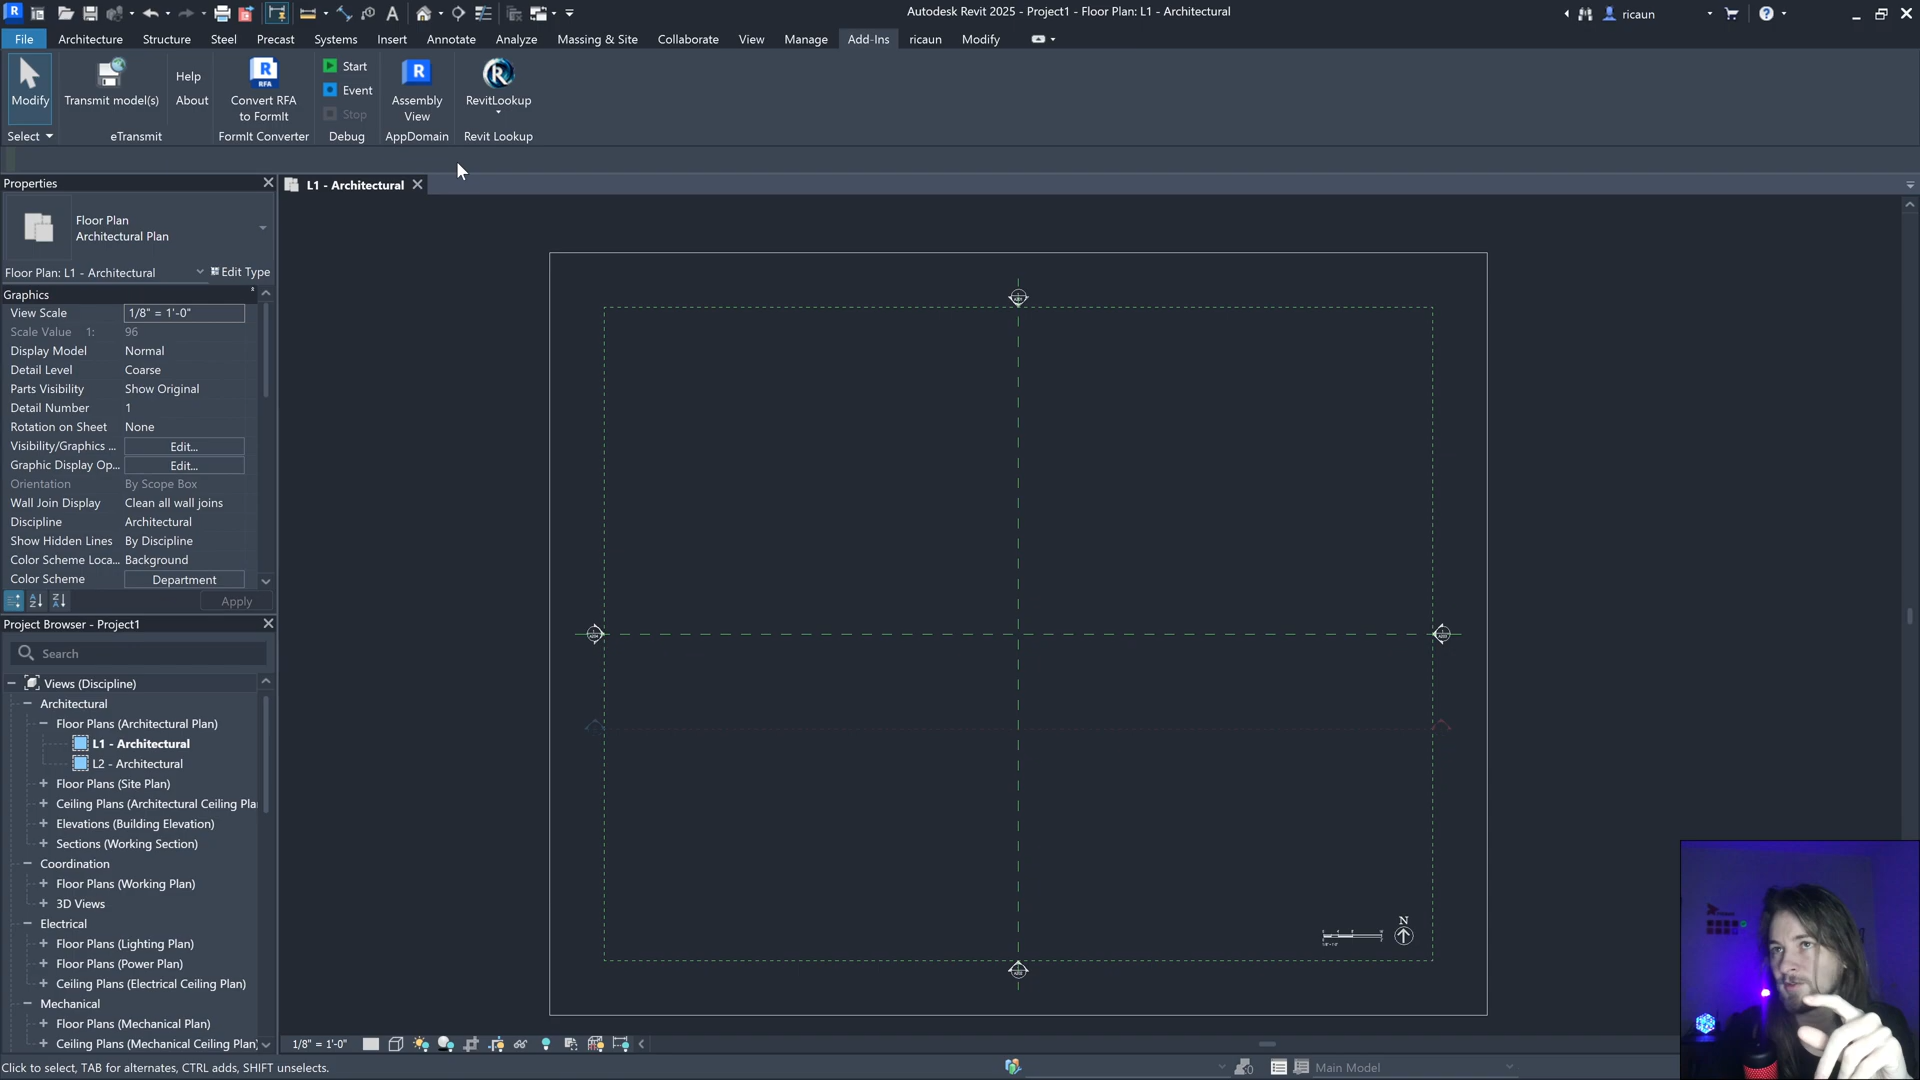 Autodesk Revit 2025 - Project1 - Floor Plan: L1 - Architectural
ricaun
File Architecture Structure Steel Precast Systems Insert Annotate Analyze Massing & Site Collaborate View Manage Add-Ins ricaun Modify
Modify
Transmit model(s)
Help
About
Convert RFA
to FormIt
Start
Event
Stop
Assembly
View
RevitLookup
Select eTransmit FormIt Converter Debug AppDomain Revit Lookup
Properties
L1 - Architectural
Floor Plan
Architectural Plan
Floor Plan: L1 - Architectural Edit Type
Graphics
View Scale 1/8" = 1'-0"
Scale Value 1: 96
Display Model Normal
Detail Level Coarse
Parts Visibility Show Original
Detail Number 1
Rotation on Sheet None
Visibility/Graphics ... Edit...
Graphic Display Op... Edit...
Orientation By Scope Box
Wall Join Display Clean all wall joins
Discipline Architectural
Show Hidden Lines By Discipline
Color Scheme Loca... Background
Color Scheme Department
Apply
Project Browser - Project1
Search
Views (Discipline)
Architectural
Floor Plans (Architectural Plan)
L1 - Architectural
L2 - Architectural
Floor Plans (Site Plan)
Ceiling Plans (Architectural Ceiling Pla
Elevations (Building Elevation)
Sections (Working Section)
Coordination
Floor Plans (Working Plan)
3D Views
Electrical
Floor Plans (Lighting Plan)
Floor Plans (Power Plan)
Ceiling Plans (Electrical Ceiling Plan)
Mechanical
Floor Plans (Mechanical Plan)
Ceiling Plans (Mechanical Ceiling Plan)
N
1/8" = 1'-0"
Click to select, TAB for alternates, CTRL adds, SHIFT unselects.
Main Model